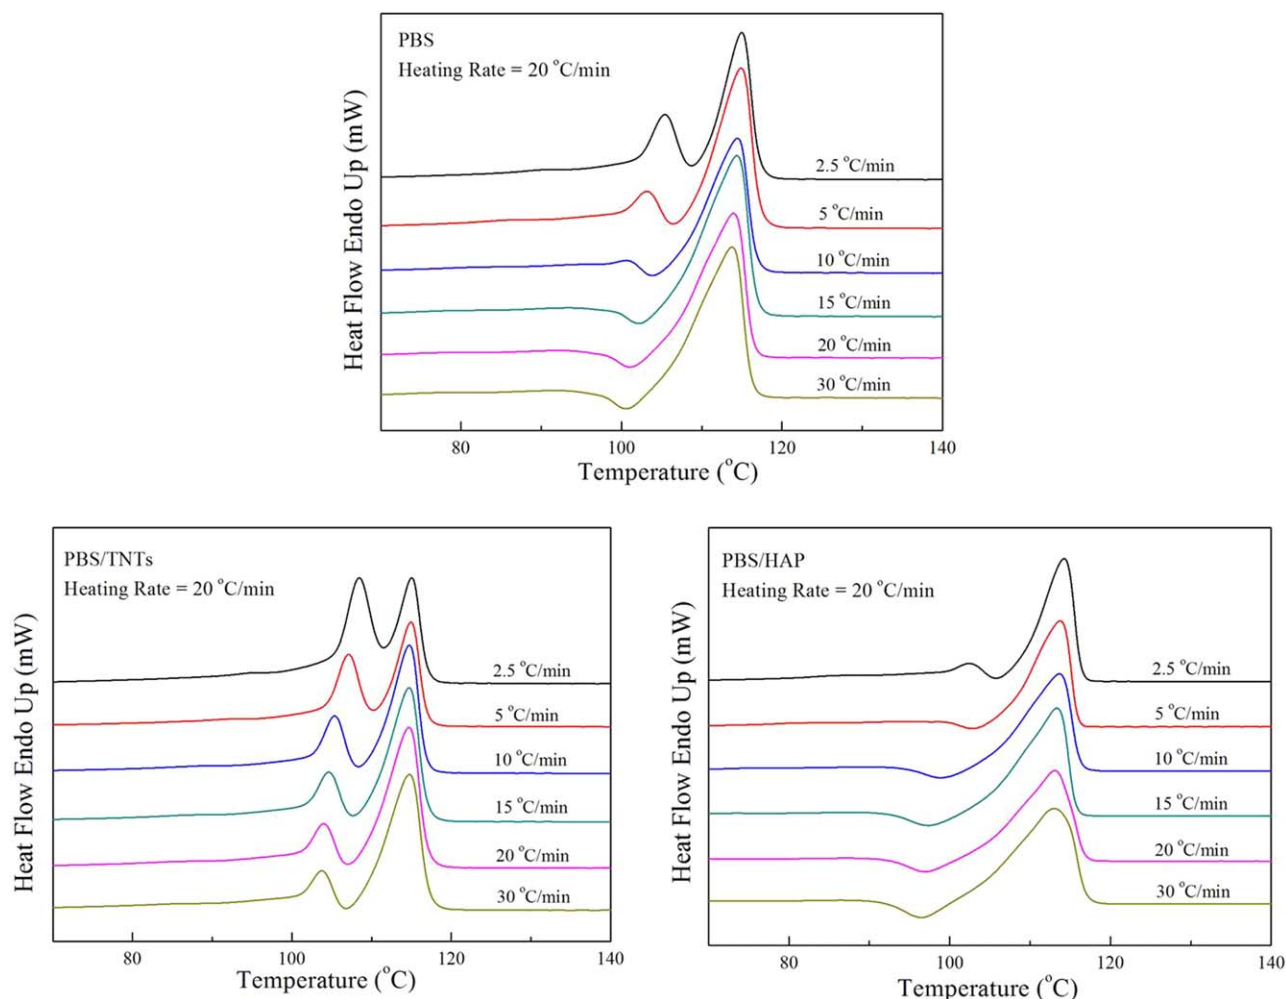 PBS
Heating Rate = 20 °C/min
Heat Flow Endo Up (mW)
2.5 °C/min
5 °C/min
10 °C/min
15 °C/min
20 °C/min
30 °C/min
80
100
120
140
Temperature (°C)
PBS/TNTs
Heating Rate = 20 °C/min
Heat Flow Endo Up (mW)
2.5 °C/min
5 °C/min
10 °C/min
15 °C/min
20 °C/min
30 °C/min
80
100
120
140
Temperature (°C)
PBS/HAP
Heating Rate = 20 °C/min
Heat Flow Endo Up (mW)
2.5 °C/min
5 °C/min
10 °C/min
15 °C/min
20 °C/min
30 °C/min
80
100
120
140
Temperature (°C)